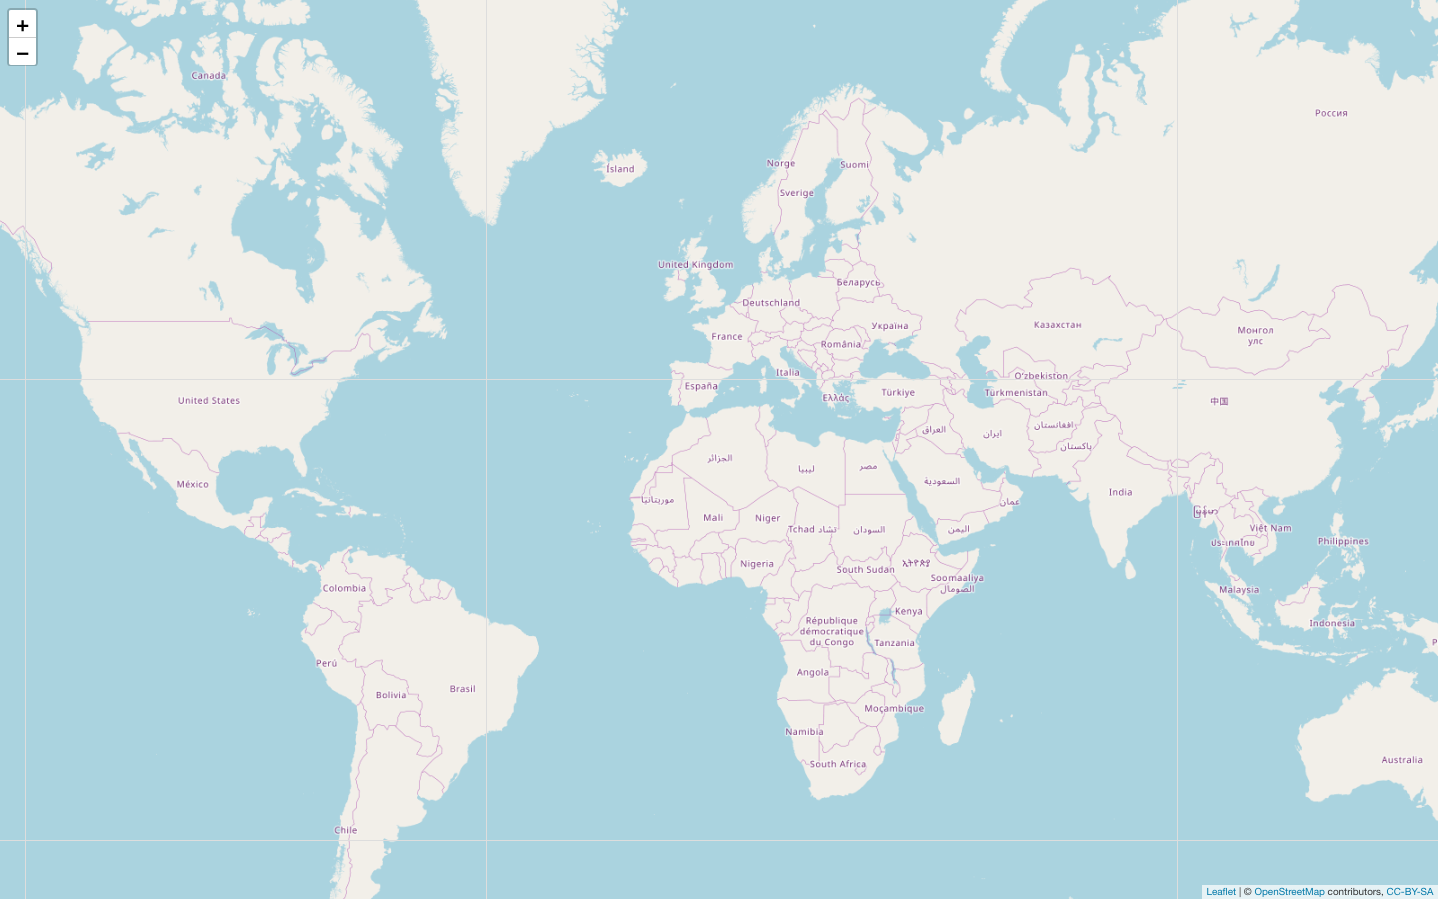 +
−
Canada
Россия
Ísland
Norge
Suomi
Sverige
United Kingdom
Беларусь
Deutschland
Україна
Казахстан
Монгол
улс
France
România
Italia
O'zbekiston
España
Türkiye
Türkmenistan
Ελλάς
United States
中国
العراق
ایران
افغانستان
پاکستان
الجزائر
ليبيا
مصر
السعودية
México
موريتانيا
عمان
India
Mali
Niger
Tchad تشاد
السودان
اليمن
Việt Nam
ประเทศไทย
Philippines
Nigeria
South Sudan
ኢትዮጵያ
Soomaaliya
الصومال
Colombia
Malaysia
Kenya
République
démocratique
du Congo
Indonesia
Tanzania
Perú
Angola
Bolivia
Brasil
Moçambique
Namibia
South Africa
Australia
Chile
Leaflet | © OpenStreetMap contributors, CC-BY-SA